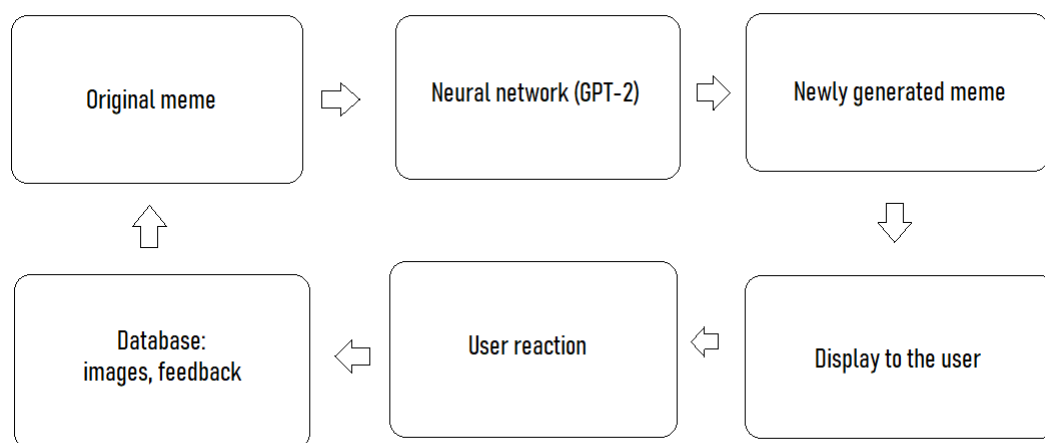 Original meme
Neural network (GPT-2)
Newly generated meme
Database:
images, feedback
User reaction
Display to the user